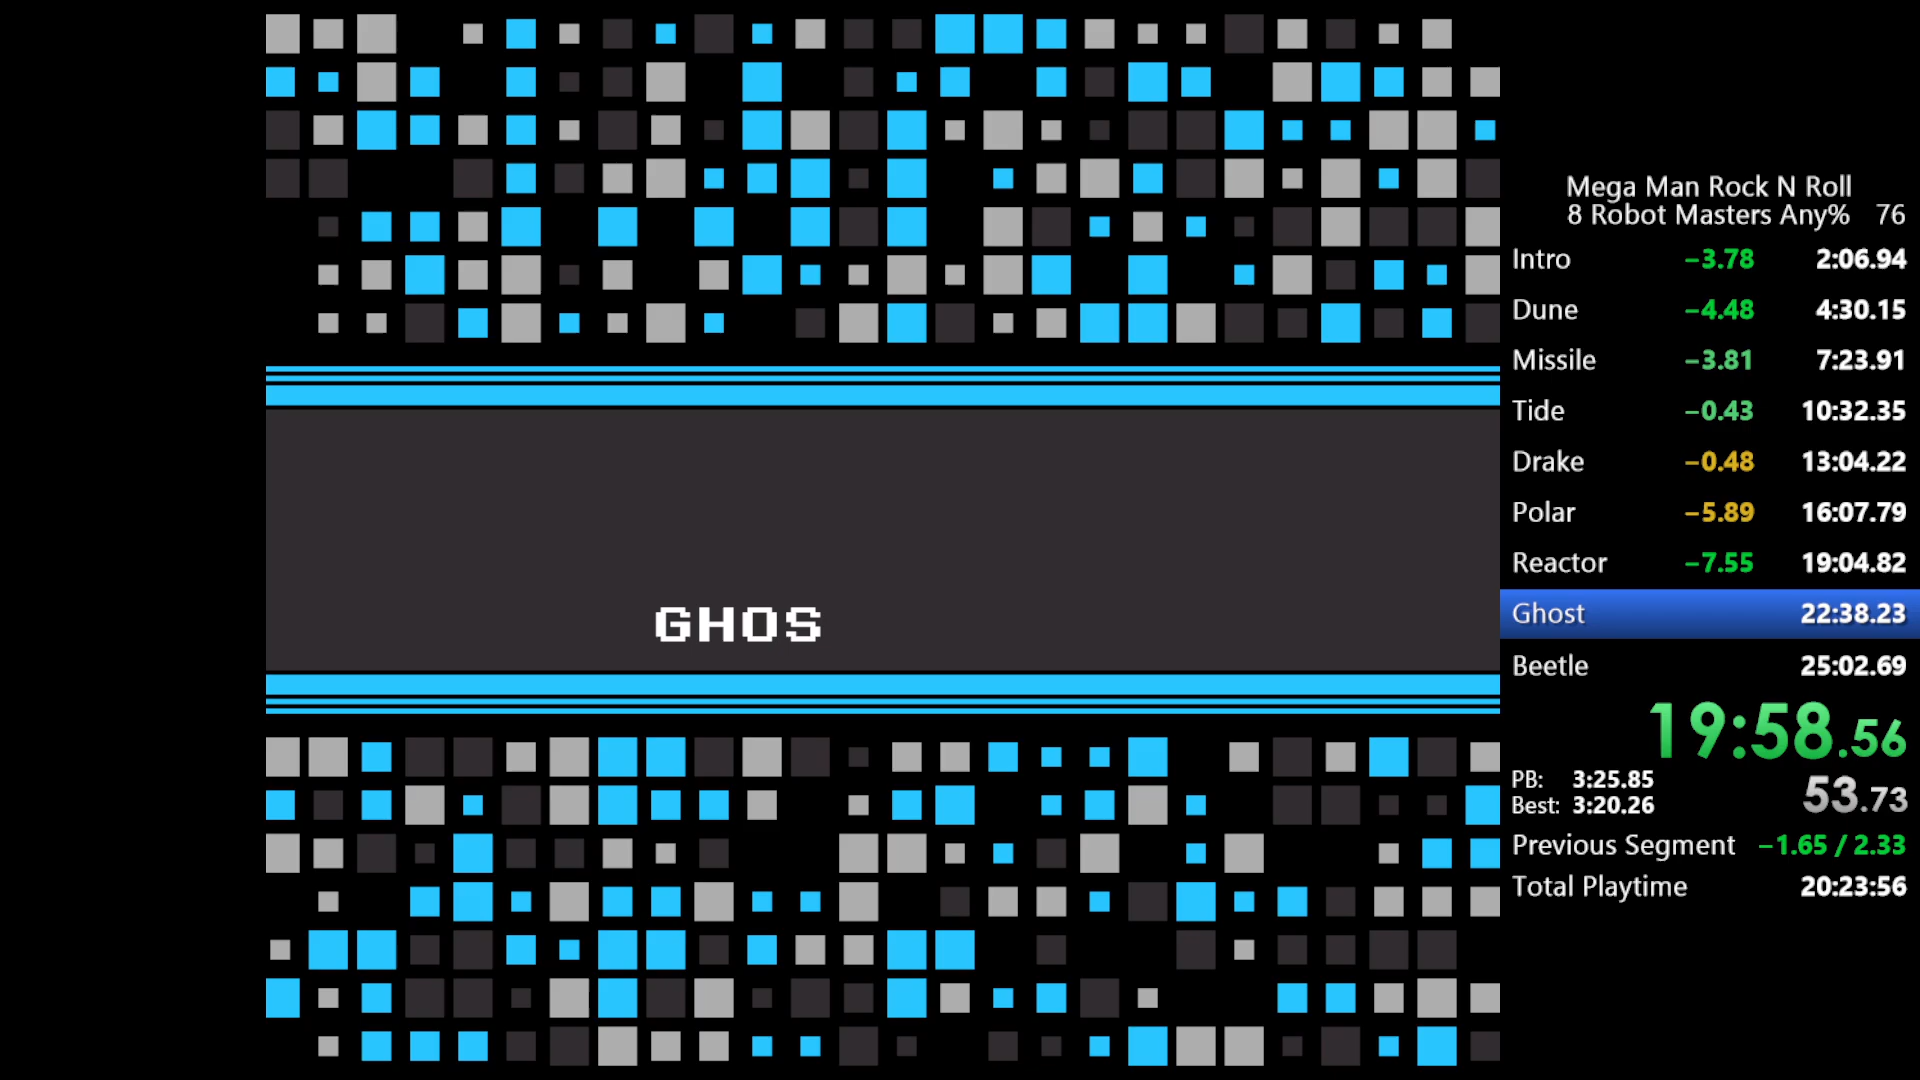 GHOS
Mega Man Rock N Roll
8 Robot Masters Any% 76
Intro −3.78 2:06.94
Dune −4.48 4:30.15
Missile −3.81 7:23.91
Tide −0.43 10:32.35
Drake −0.48 13:04.22
Polar −5.89 16:07.79
Reactor −7.55 19:04.82
Ghost 22:38.23
Beetle 25:02.69
19:58.56
PB: 3:25.85
Best: 3:20.26
53.73
Previous Segment −1.65 / 2.33
Total Playtime 20:23:56